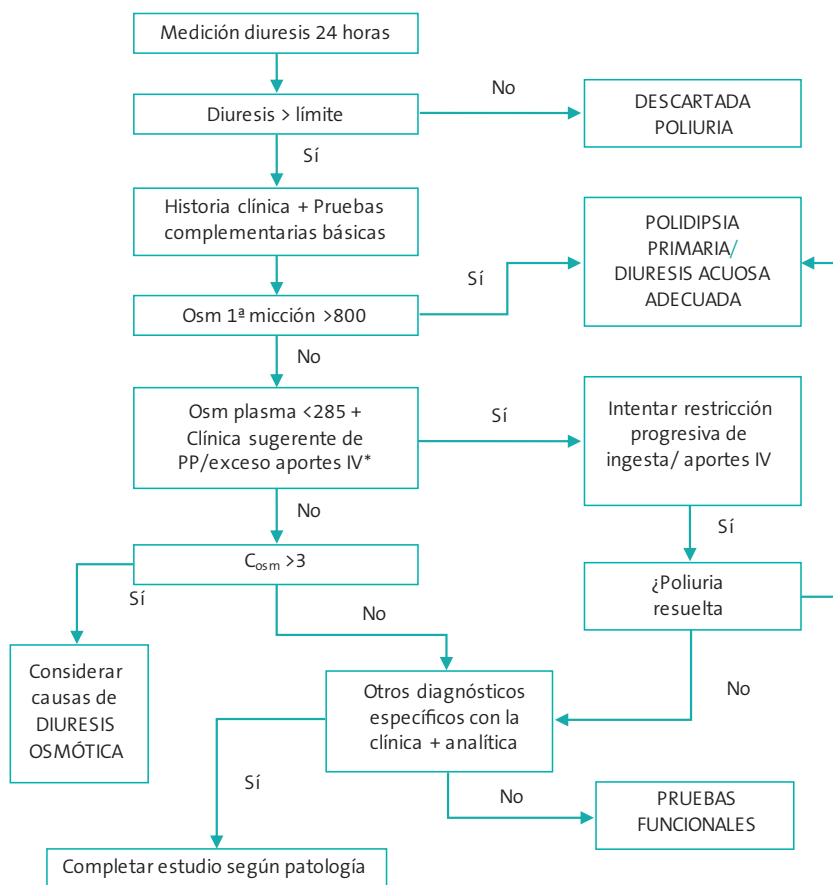 Medición diuresis 24 horas
Diuresis > límite
No
DESCARTADA
POLIURIA
Sí
Historia clínica + Pruebas
complementarias básicas
POLIDIPSIA
PRIMARIA/
DIURESIS ACUOSA
ADECUADA
Sí
Osm 1ª micción >800
No
Osm plasma <285 +
Clínica sugerente de
PP/exceso aportes IV*
Sí
Intentar restricción
progresiva de
ingesta/ aportes IV
No
Sí
Cosm >3
¿Poliuria
resuelta
Sí
No
No
Considerar
causas de
DIURESIS
OSMÓTICA
Otros diagnósticos
específicos con la
clínica + analítica
Sí
No
PRUEBAS
FUNCIONALES
Completar estudio según patología